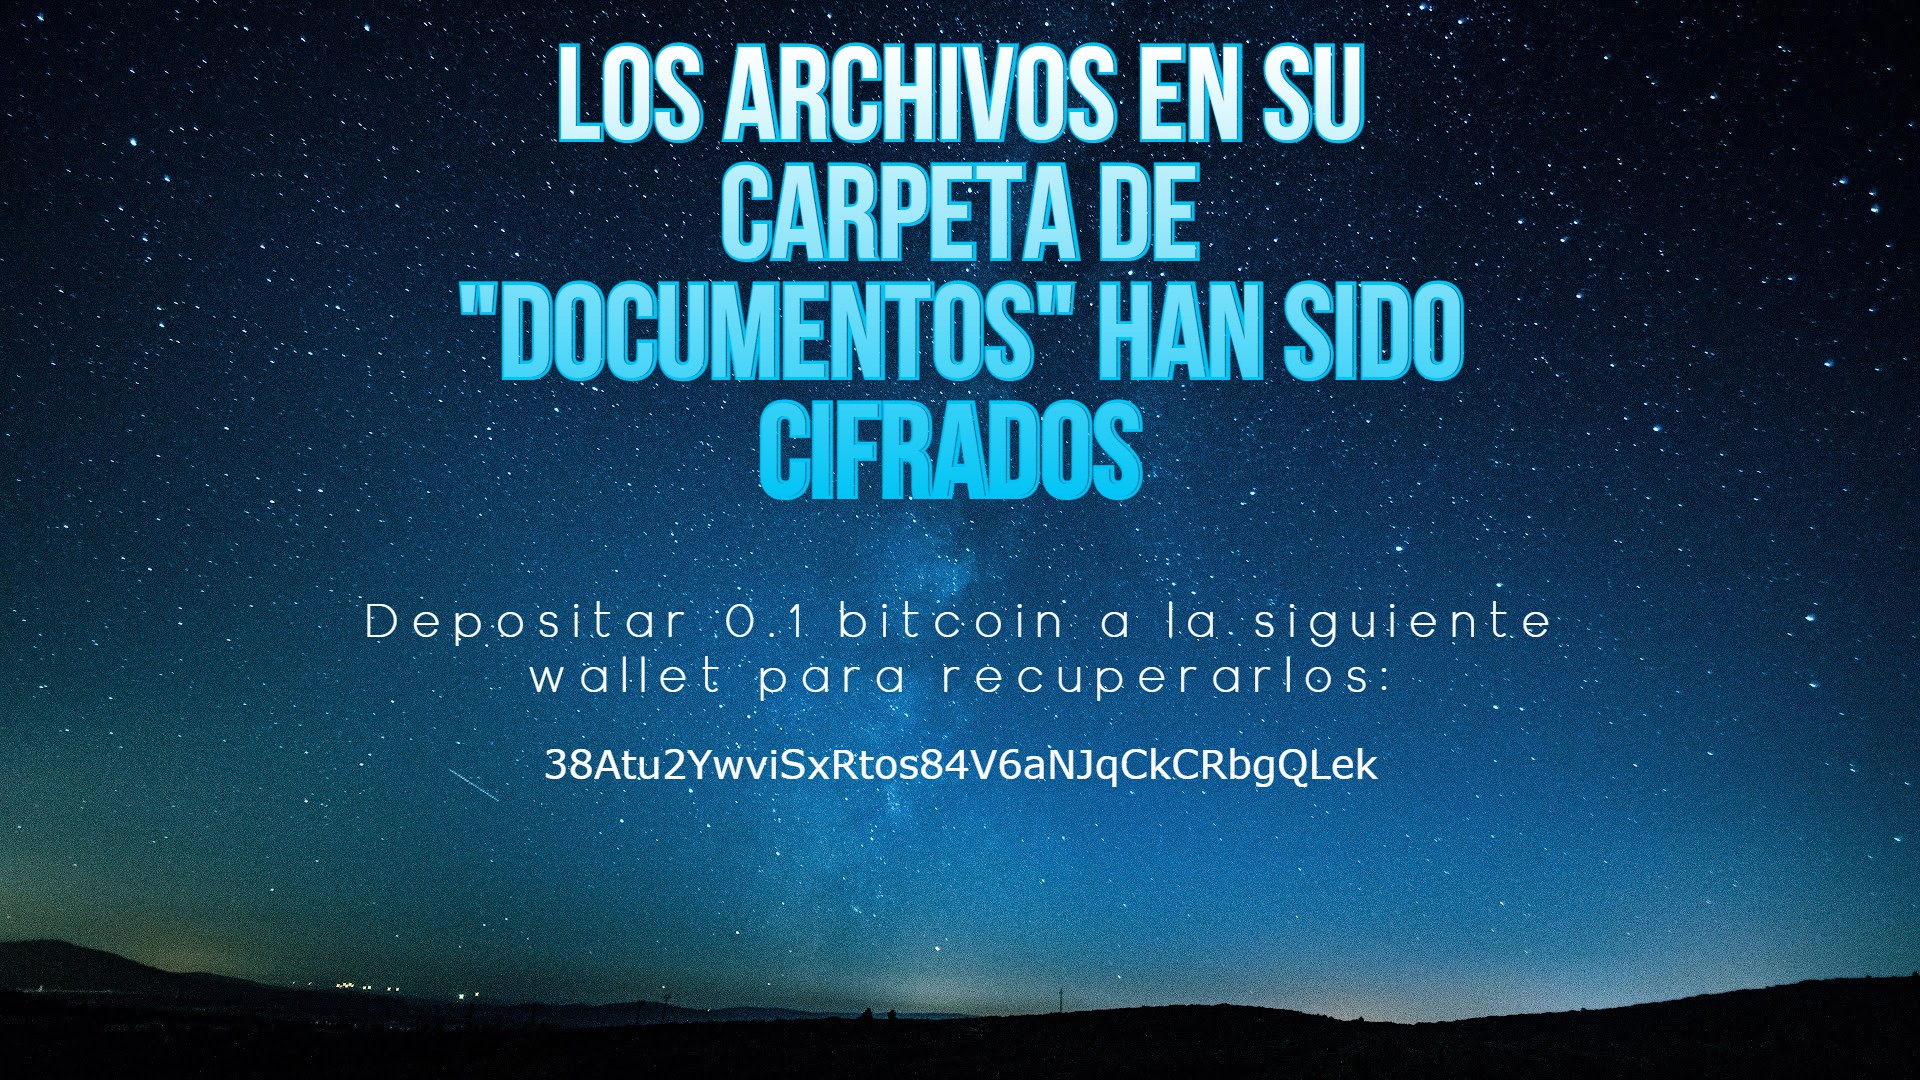 LOS ARCHIVOS EN SU
CARPETA DE
"DOCUMENTOS" HAN SIDO
CIFRADOS
Depositar 0.1 bitcoin a la siguiente
wallet para recuperarlos:
38Atu2YwviSxRtos84V6aNJqCkCRbgQLek